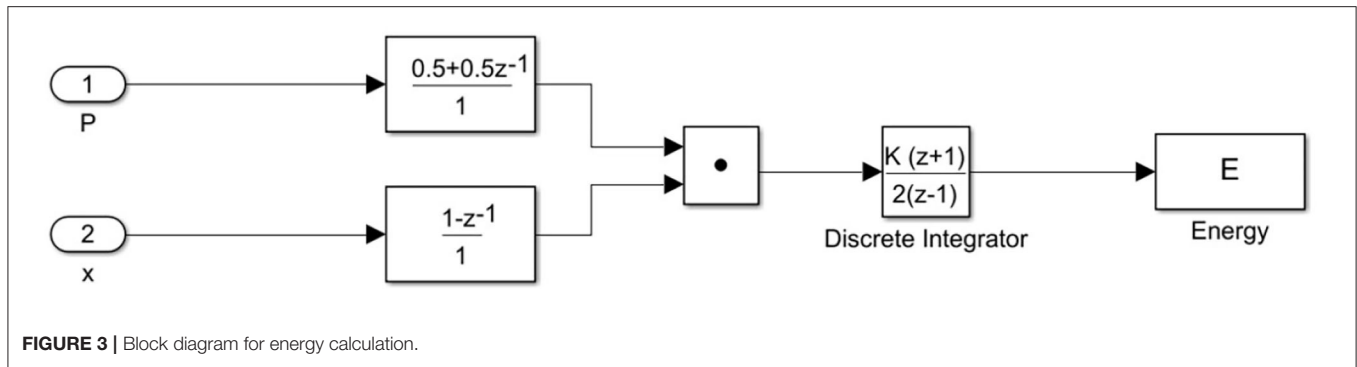 1
P
0.5+0.5z-1
1
2
x
1-z-1
1
•
K (z+1)
2(z-1)
Discrete Integrator
E
Energy
FIGURE 3 | Block diagram for energy calculation.